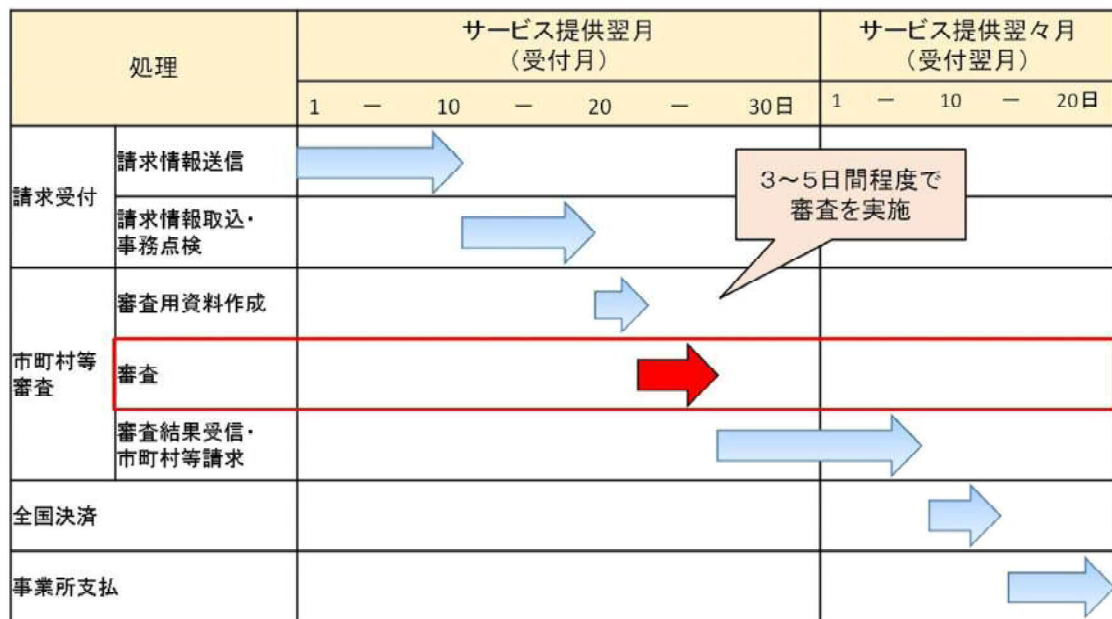 処理
サービス提供翌月
(受付月)
サービス提供翌々月
(受付翌月)
1 ー 10 ー 20 ー 30日
1 ー 10 ー 20日
請求受付
請求情報送信
3～5日間程度で
審査を実施
請求情報取込・
事務点検
市町村等
審査
審査用資料作成
審査
審査結果受信・
市町村等請求
全国決済
事業所支払